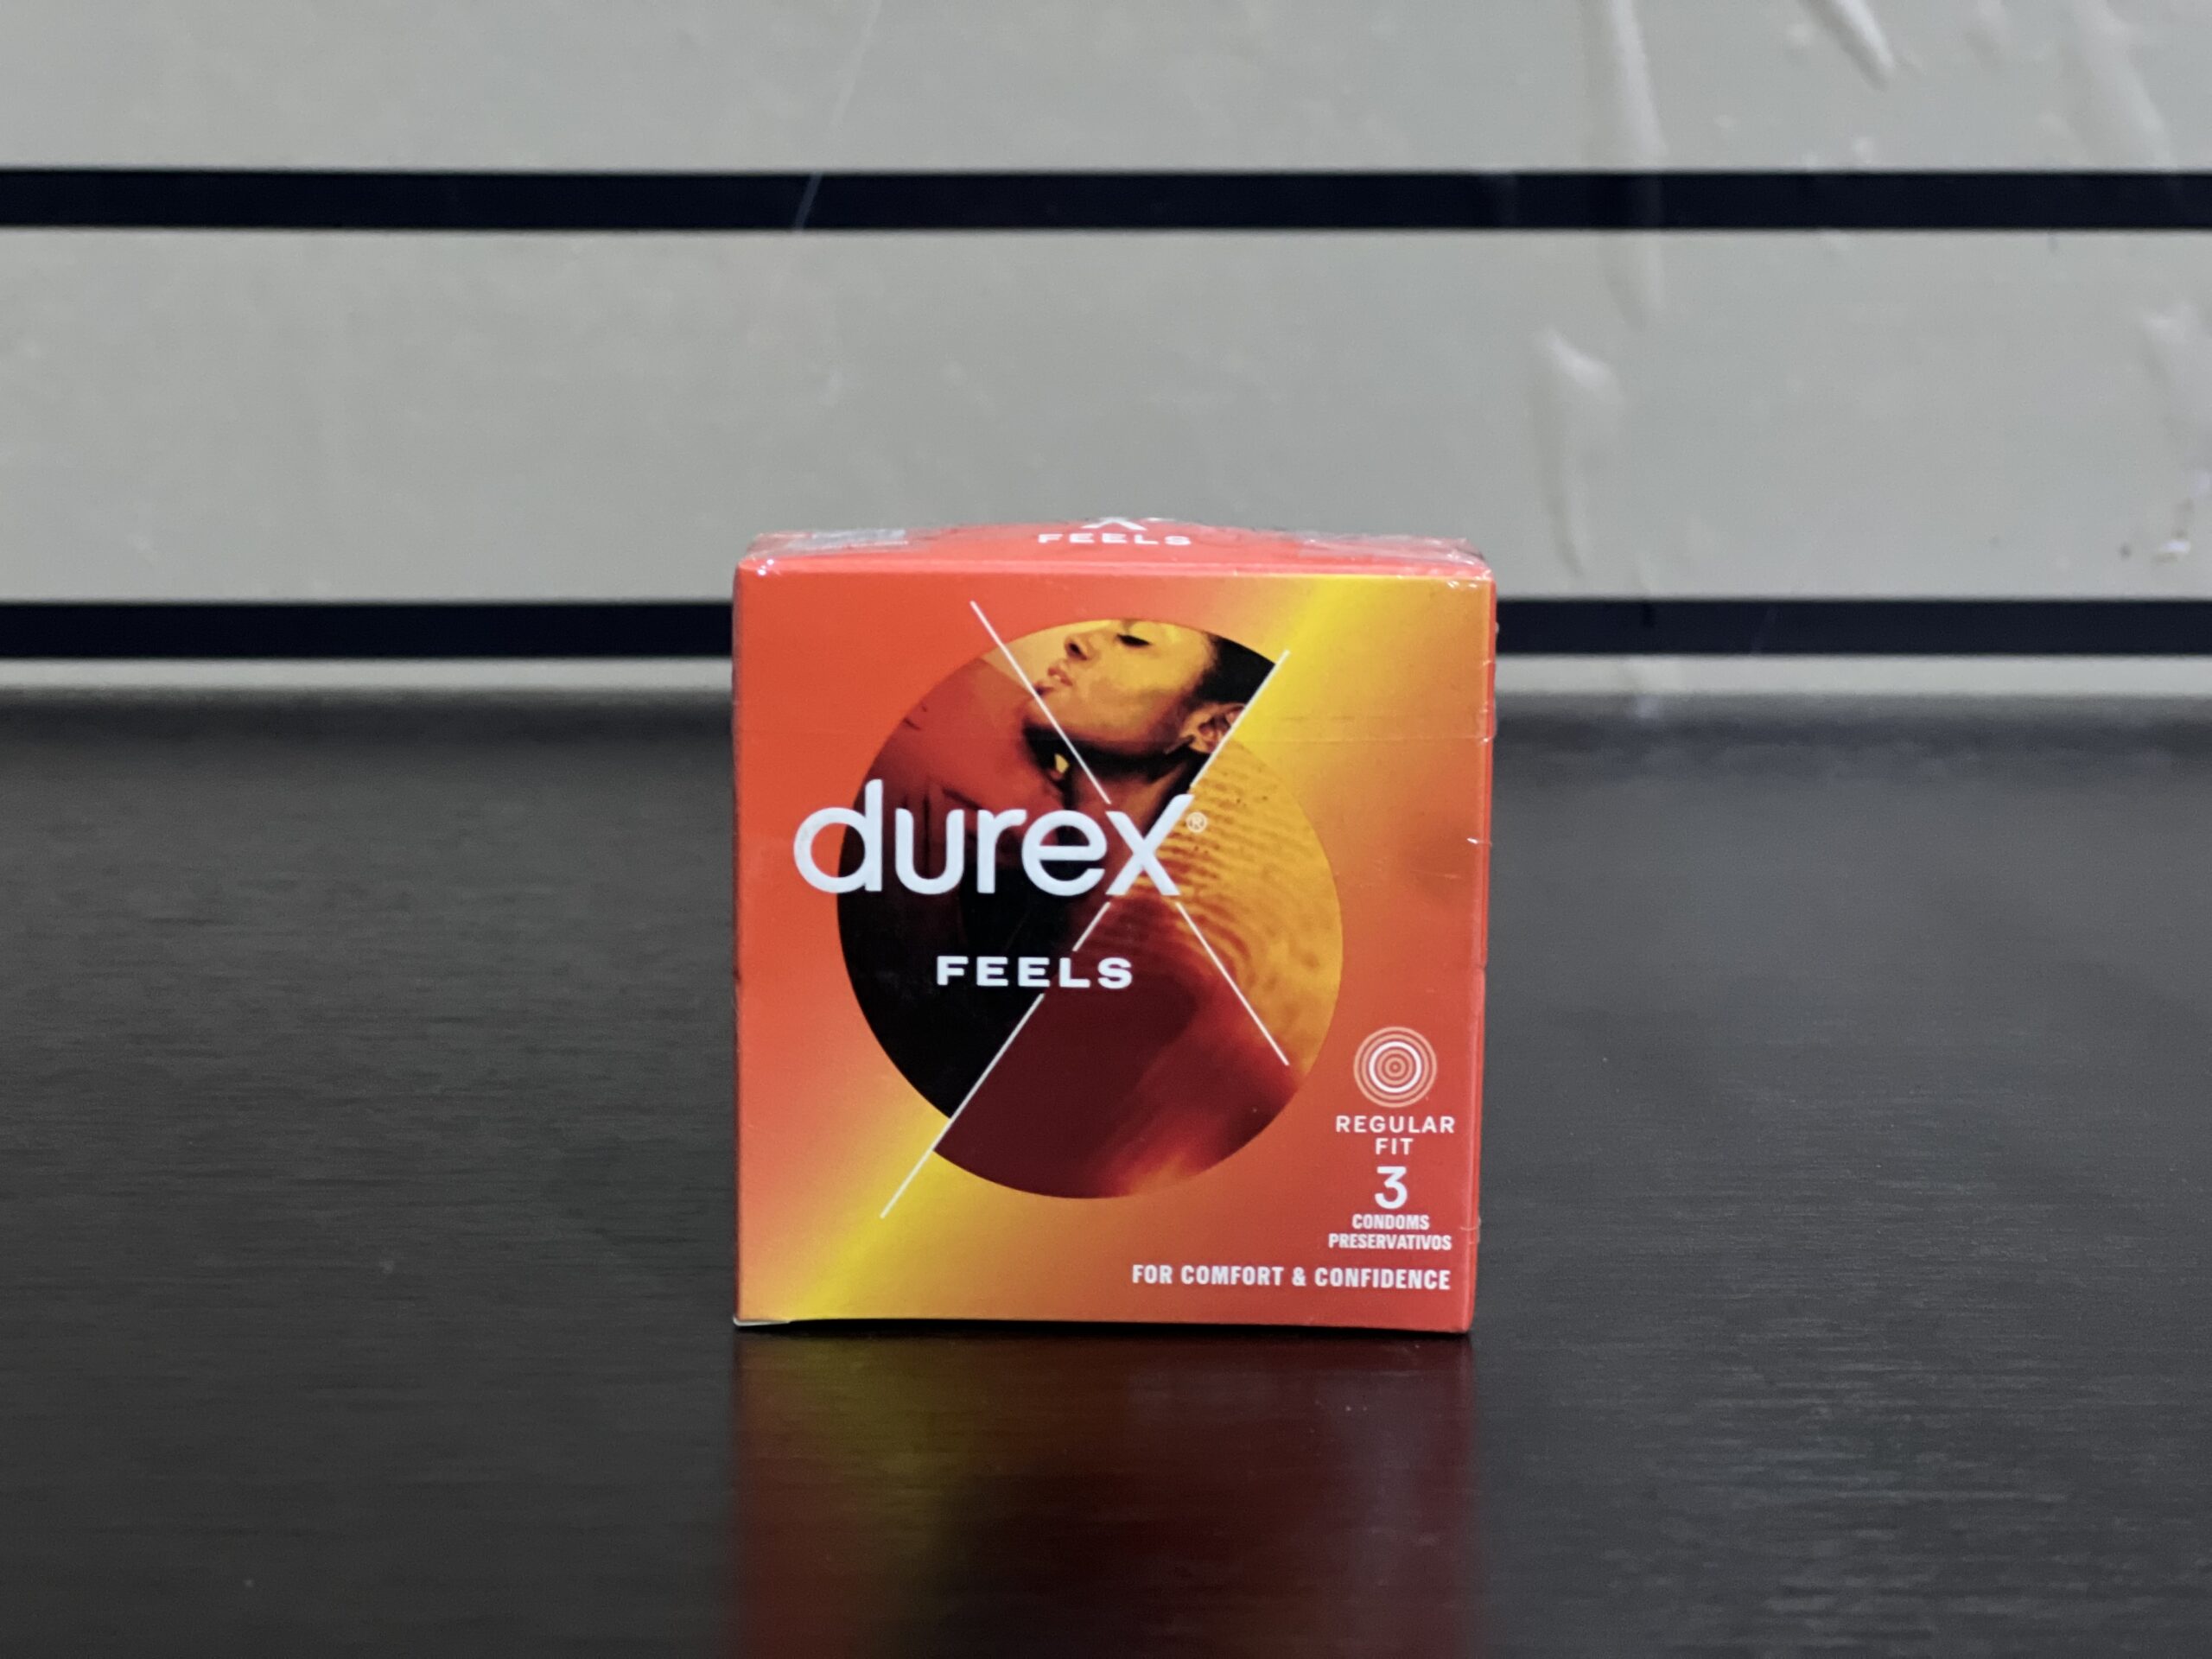 FEELS
durex®
FEELS
REGULAR
FIT
3
CONDOMS
PRESERVATIVOS
FOR COMFORT & CONFIDENCE